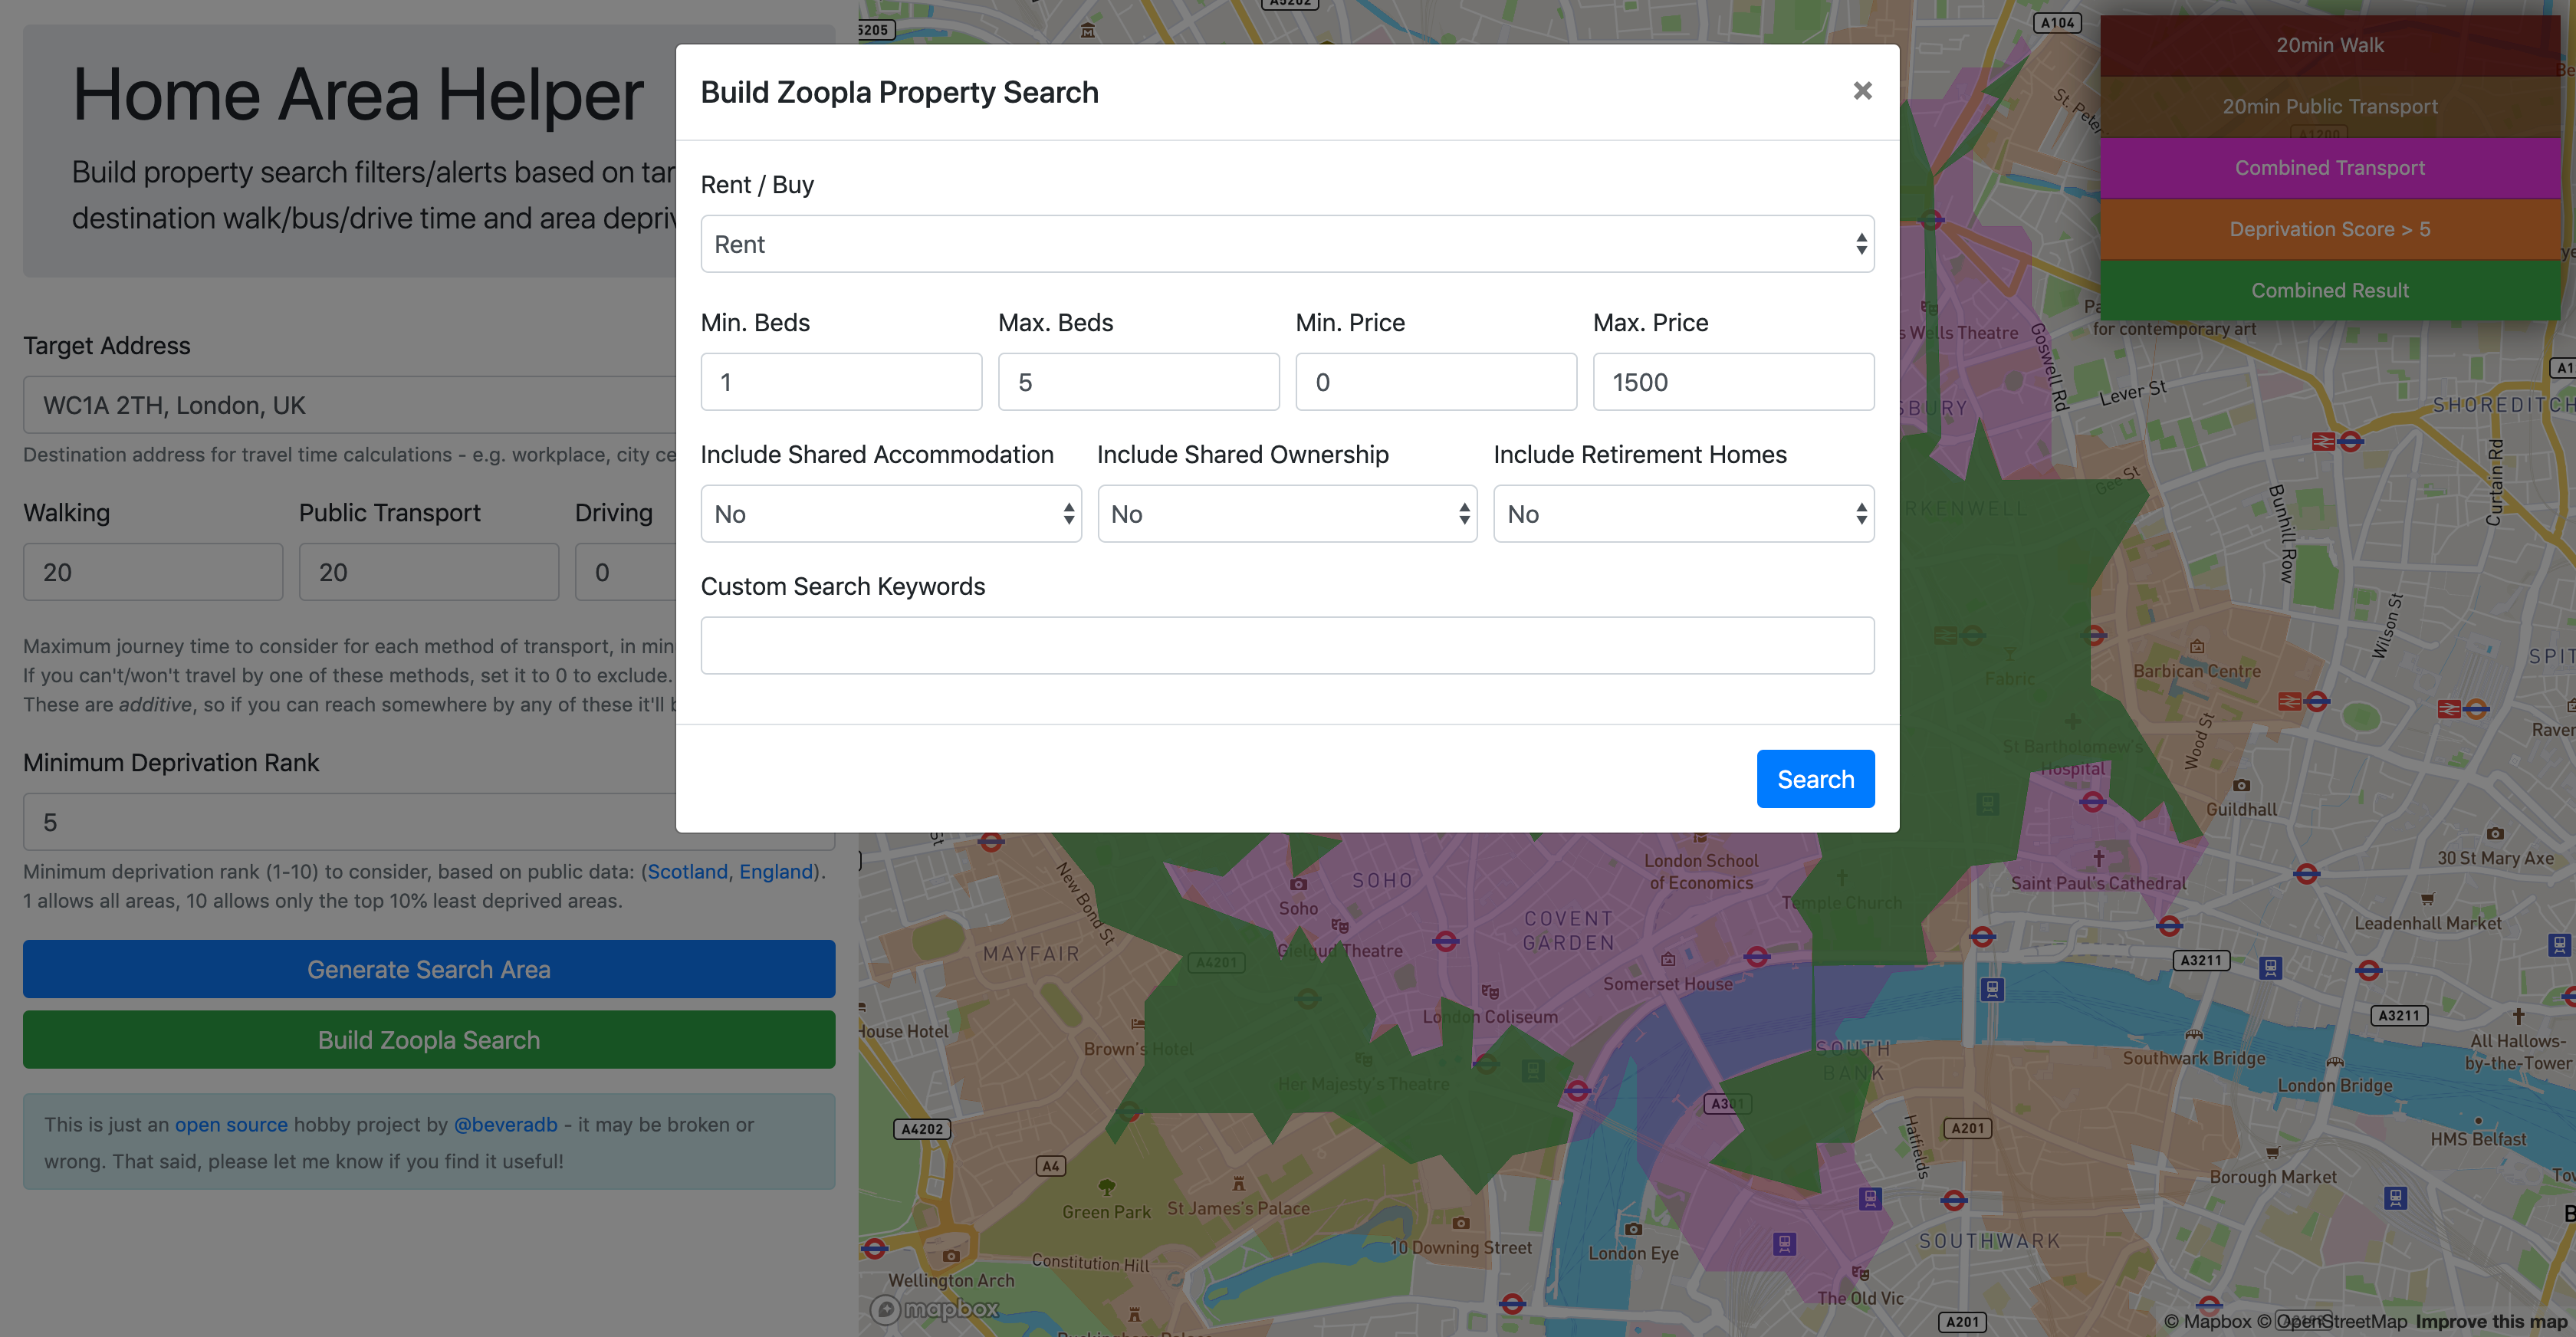 Home Area Helper
Build property search filters/alerts based on
destination walk/bus/drive time and area
Target Address
WC1A 2TH, London, UK
Destination address for travel time calculations - e.g. workplace, city
Walking
Public Transport
Driving
20
20
0
Maximum journey time to consider for each method of transport, in
If you can't/won't travel by one of these methods, set it to 0 to exclude.
These are additive, so if you can reach somewhere by any of these it'll
Minimum Deprivation Rank
5
Minimum deprivation rank (1-10) to consider, based on public data: (Scotland, England).
1 allows all areas, 10 allows only the top 10% least deprived areas.
Generate Search Area
Build Zoopla Search
This is just an open source hobby project by @beveradb - it may be broken or
wrong. That said, please let me know if you find it useful!
Build Zoopla Property Search
×
Rent / Buy
Rent
Min. Beds
Max. Beds
Min. Price
Max. Price
1
5
0
1500
Include Shared Accommodation
Include Shared Ownership
Include Retirement Homes
No
No
No
Custom Search Keywords
Search
20min Walk
20min Public Transport
Combined Transport
Deprivation Score > 5
Combined Result
5205
A5202
A104
A1200
for contemporary art
Wells Theatre
Goswell Rd
Lever St
SHOREDITCH
Gee St
Bunhill Row
Curtain Rd
Wilson St
Fabric
Barbican Centre
St Bartholomew's
Hospital
Wood St
Guildhall
30 St Mary Axe
Saint Paul's Cathedral
Leadenhall Market
London School
of Economics
Temple Church
SOHO
Soho
COVENT
GARDEN
Gielgud Theatre
New Bond St
MAYFAIR
A4201
Somerset House
A3211
London Coliseum
House Hotel
Brown's Hotel
Her Majesty's Theatre
SOUTH
BANK
A3211
All Hallows-
by-the-Tower
Southwark Bridge
London Bridge
A301
Hatfields
A201
HMS Belfast
A4202
A4
Borough Market
Green Park
St James's Palace
10 Downing Street
London Eye
SOUTHWARK
Constitution Hill
Wellington Arch
The Old Vic
mapbox
A201
© Mapbox © OpenStreetMap Improve this map